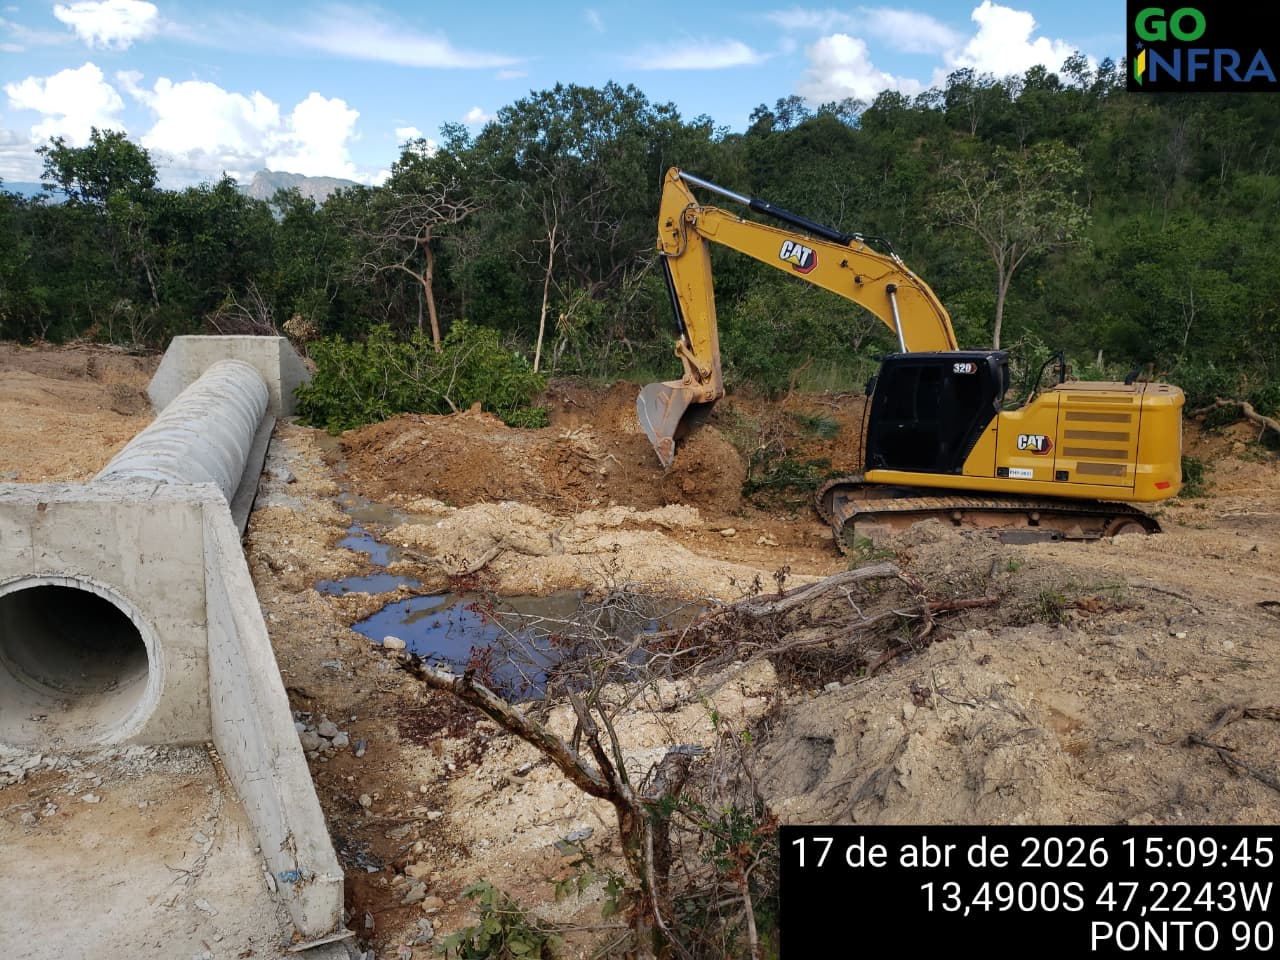 GO
INFRA
CAT
320
CAT
17 de abr de 2026 15:09:45
13,4900S 47,2243W
PONTO 90